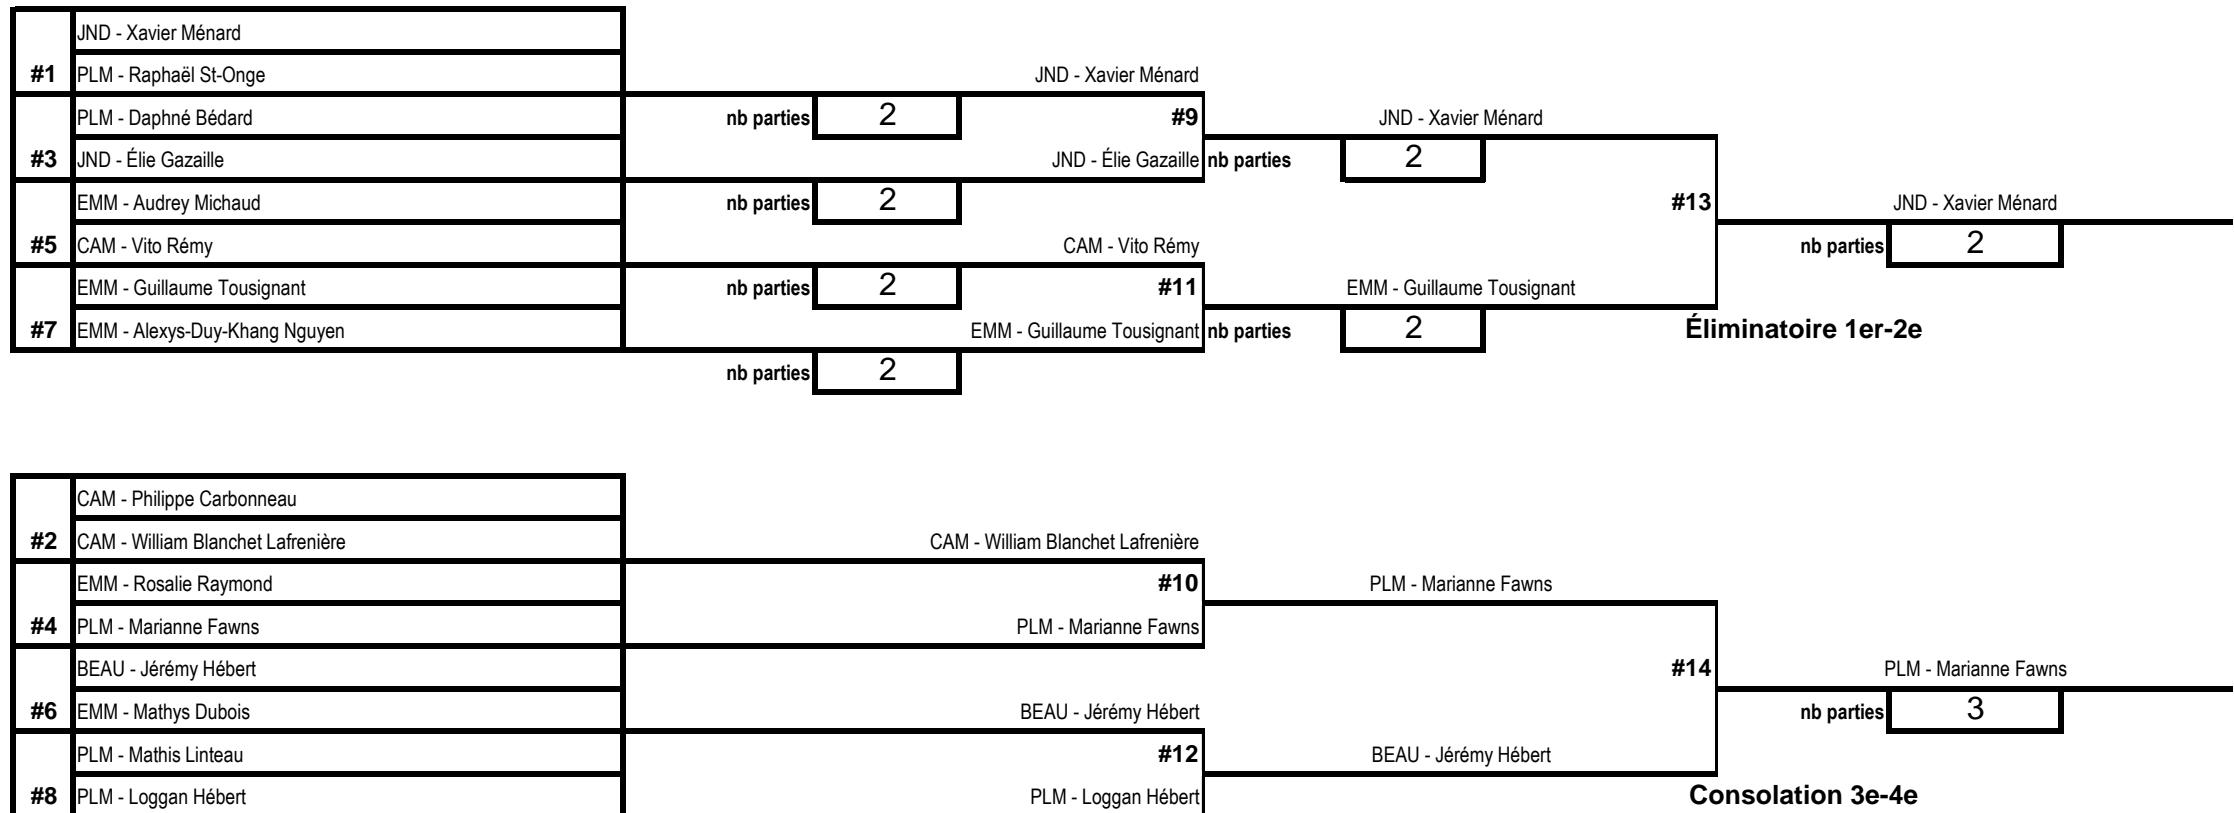 JND - Xavier Ménard
#1 PLM - Raphaël St-Onge JND - Xavier Ménard
PLM - Daphné Bédard nb parties 2 #9 JND - Xavier Ménard
#3 JND - Élie Gazaille JND - Élie Gazaille nb parties 2
EMM - Audrey Michaud nb parties 2 #13 JND - Xavier Ménard
#5 CAM - Vito Rémy CAM - Vito Rémy nb parties 2
EMM - Guillaume Tousignant nb parties 2 #11 EMM - Guillaume Tousignant
#7 EMM - Alexys-Duy-Khang Nguyen EMM - Guillaume Tousignant nb parties 2 Éliminatoire 1er-2e
nb parties 2
CAM - Philippe Carbonneau
#2 CAM - William Blanchet Lafrenière CAM - William Blanchet Lafrenière
EMM - Rosalie Raymond #10 PLM - Marianne Fawns
#4 PLM - Marianne Fawns PLM - Marianne Fawns
BEAU - Jérémy Hébert #14 PLM - Marianne Fawns
#6 EMM - Mathys Dubois BEAU - Jérémy Hébert nb parties 3
PLM - Mathis Linteau #12 BEAU - Jérémy Hébert
#8 PLM - Loggan Hébert PLM - Loggan Hébert Consolation 3e-4e